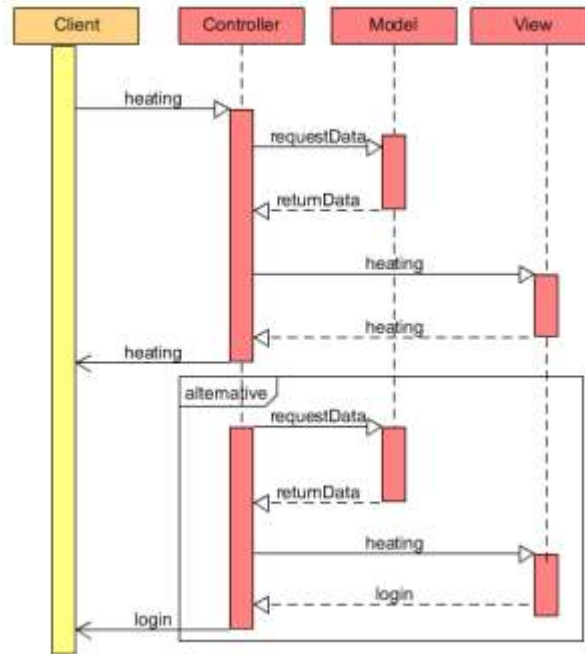 Client
Controller
Model
View
heating
requestData
returnData
heating
heating
heating
alternative
requestData
returnData
heating
login
login